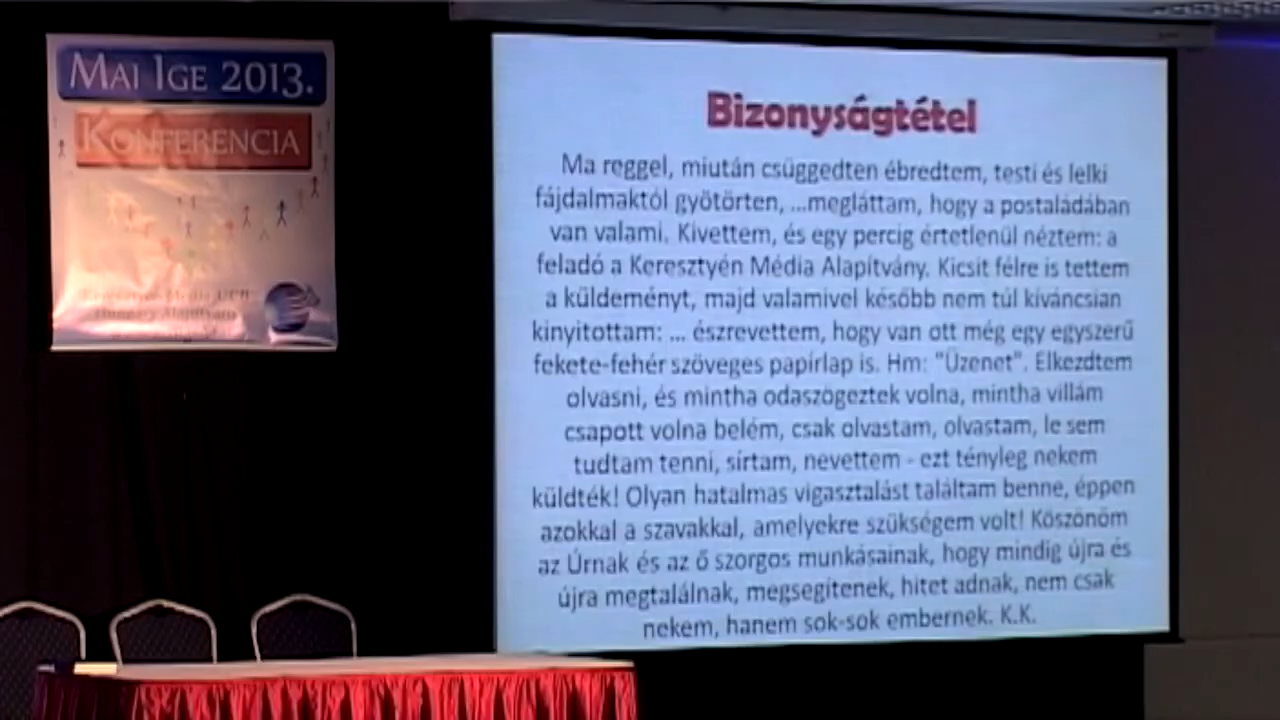 MAI IGE 2013.
KONFERENCIA
Bizonyságtétel
Ma reggel, miután csüggedten ébredtem, testi és lelki
fájdalmaktól gyötörten, ...megláttam, hogy a postaládában
van valami. Kivettem, és egy percig értetlenül néztem: a
feladó a Keresztyén Média Alapítvány. Kicsit félre is tettem
a küldeményt, majd valamivel később nem túl kíváncsian
kinyitottam: ... észrevettem, hogy van ott még egy egyszerű
fekete-fehér szöveges papírlap is. Hm: "Üzenet". Elkezdtem
olvasni, és mintha odaszögeztek volna, mintha villám
csapott volna belém, csak olvastam, olvastam, le sem
tudtam tenni, sírtam, nevettem - ezt tényleg nekem
küldték! Olyan hatalmas vigasztalást találtam benne, éppen
azokkal a szavakkal, amelyekre szükségem volt! Köszönöm
az Úrnak és az ő szorgos munkásainak, hogy mindig újra és
újra megtalálnak, megsegítenek, hitet adnak, nem csak
nekem, hanem sok-sok embernek. K.K.